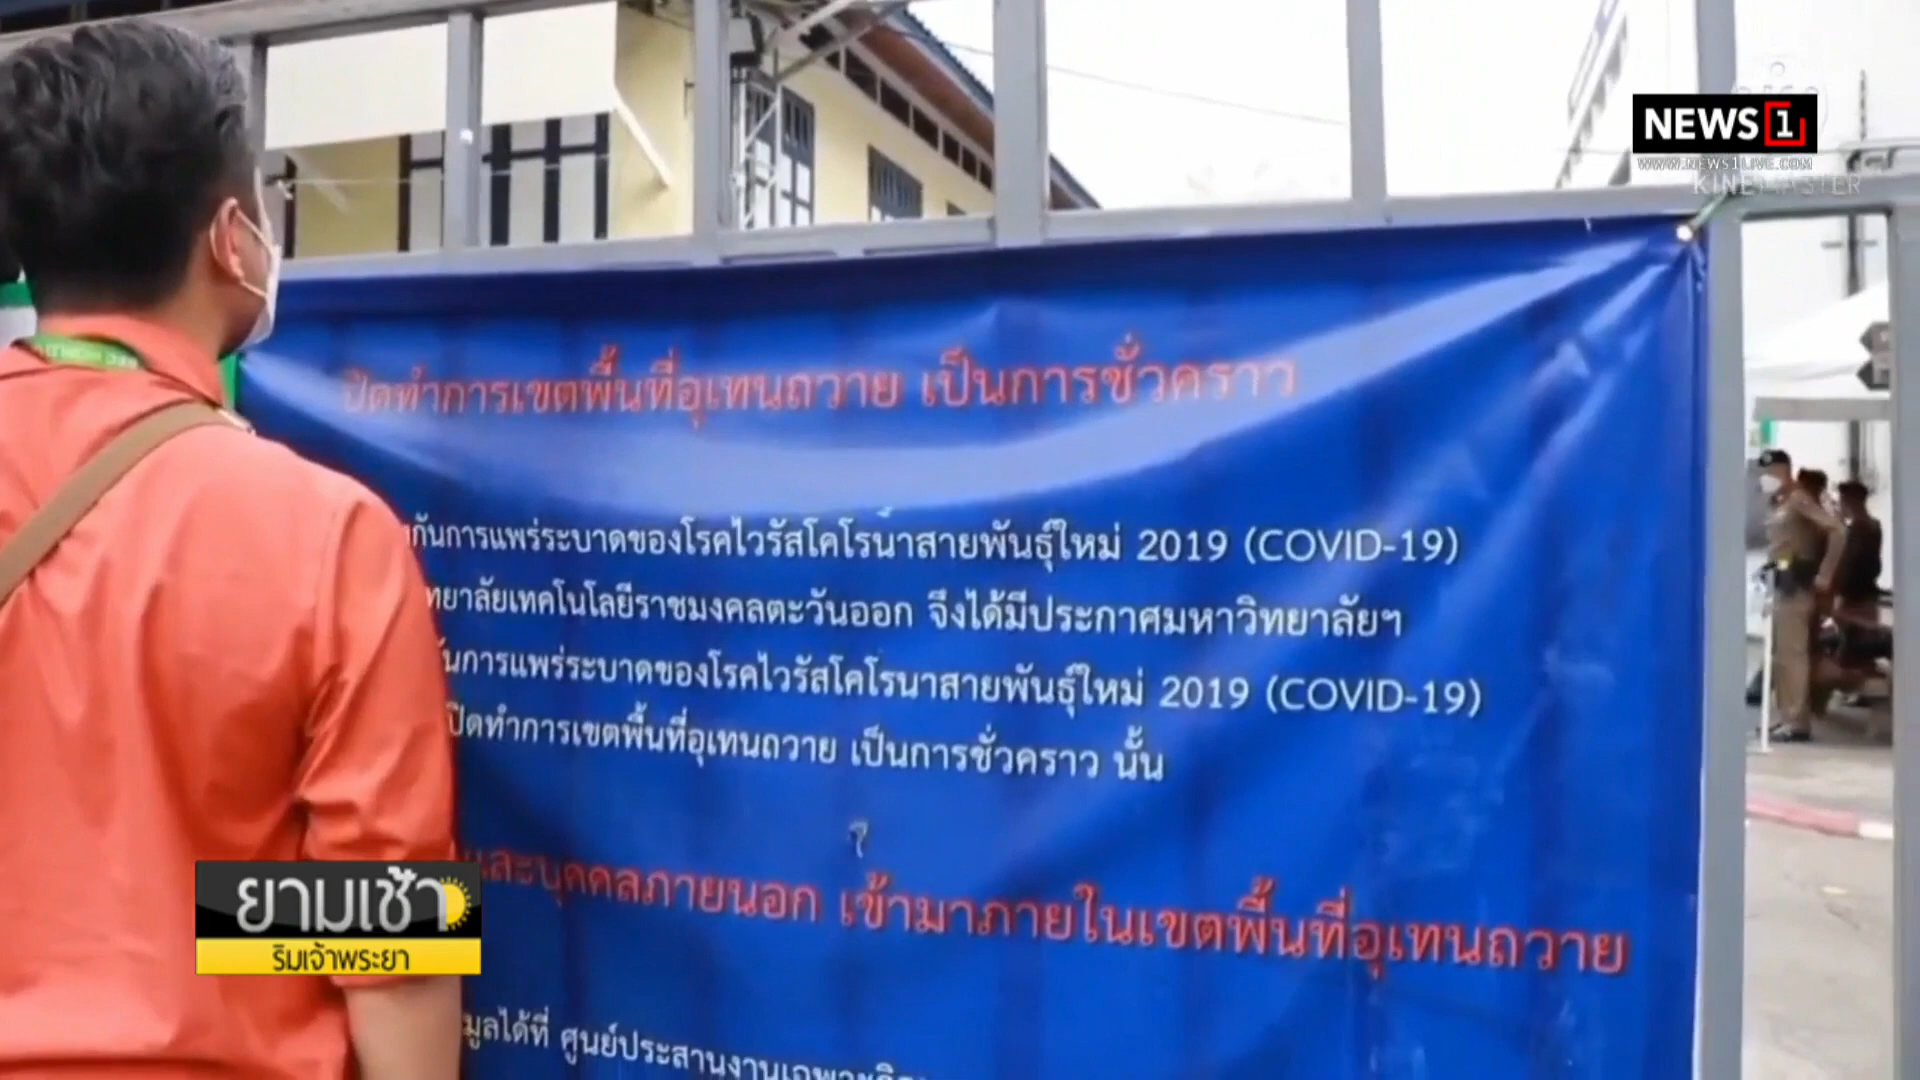 NEWS 1
WWW.NEWS1LIVE.COM
KINEMASTER
ปิดทำการเขตพื้นที่อุเทนถวาย เป็นการชั่วคราว
กันการแพร่ระบาดของโรคไวรัสโคโรนาสายพันธุ์ใหม่ 2019 (COVID-19)
ทยาลัยเทคโนโลยีราชมงคลตะวันออก จึงได้มีประกาศมหาวิทยาลัยฯ
นการแพร่ระบาดของโรคไวรัสโคโรนาสายพันธุ์ใหม่ 2019 (COVID-19)
ปิดทำการเขตพื้นที่อุเทนถวาย เป็นการชั่วคราว นั้น
และบุคคลภายนอก เข้ามาภายในเขตพื้นที่อุเทนถวาย
มูลได้ที่ ศูนย์ประสานงานเฉพาะกิจ
ยามเช้า
ริมเจ้าพระยา